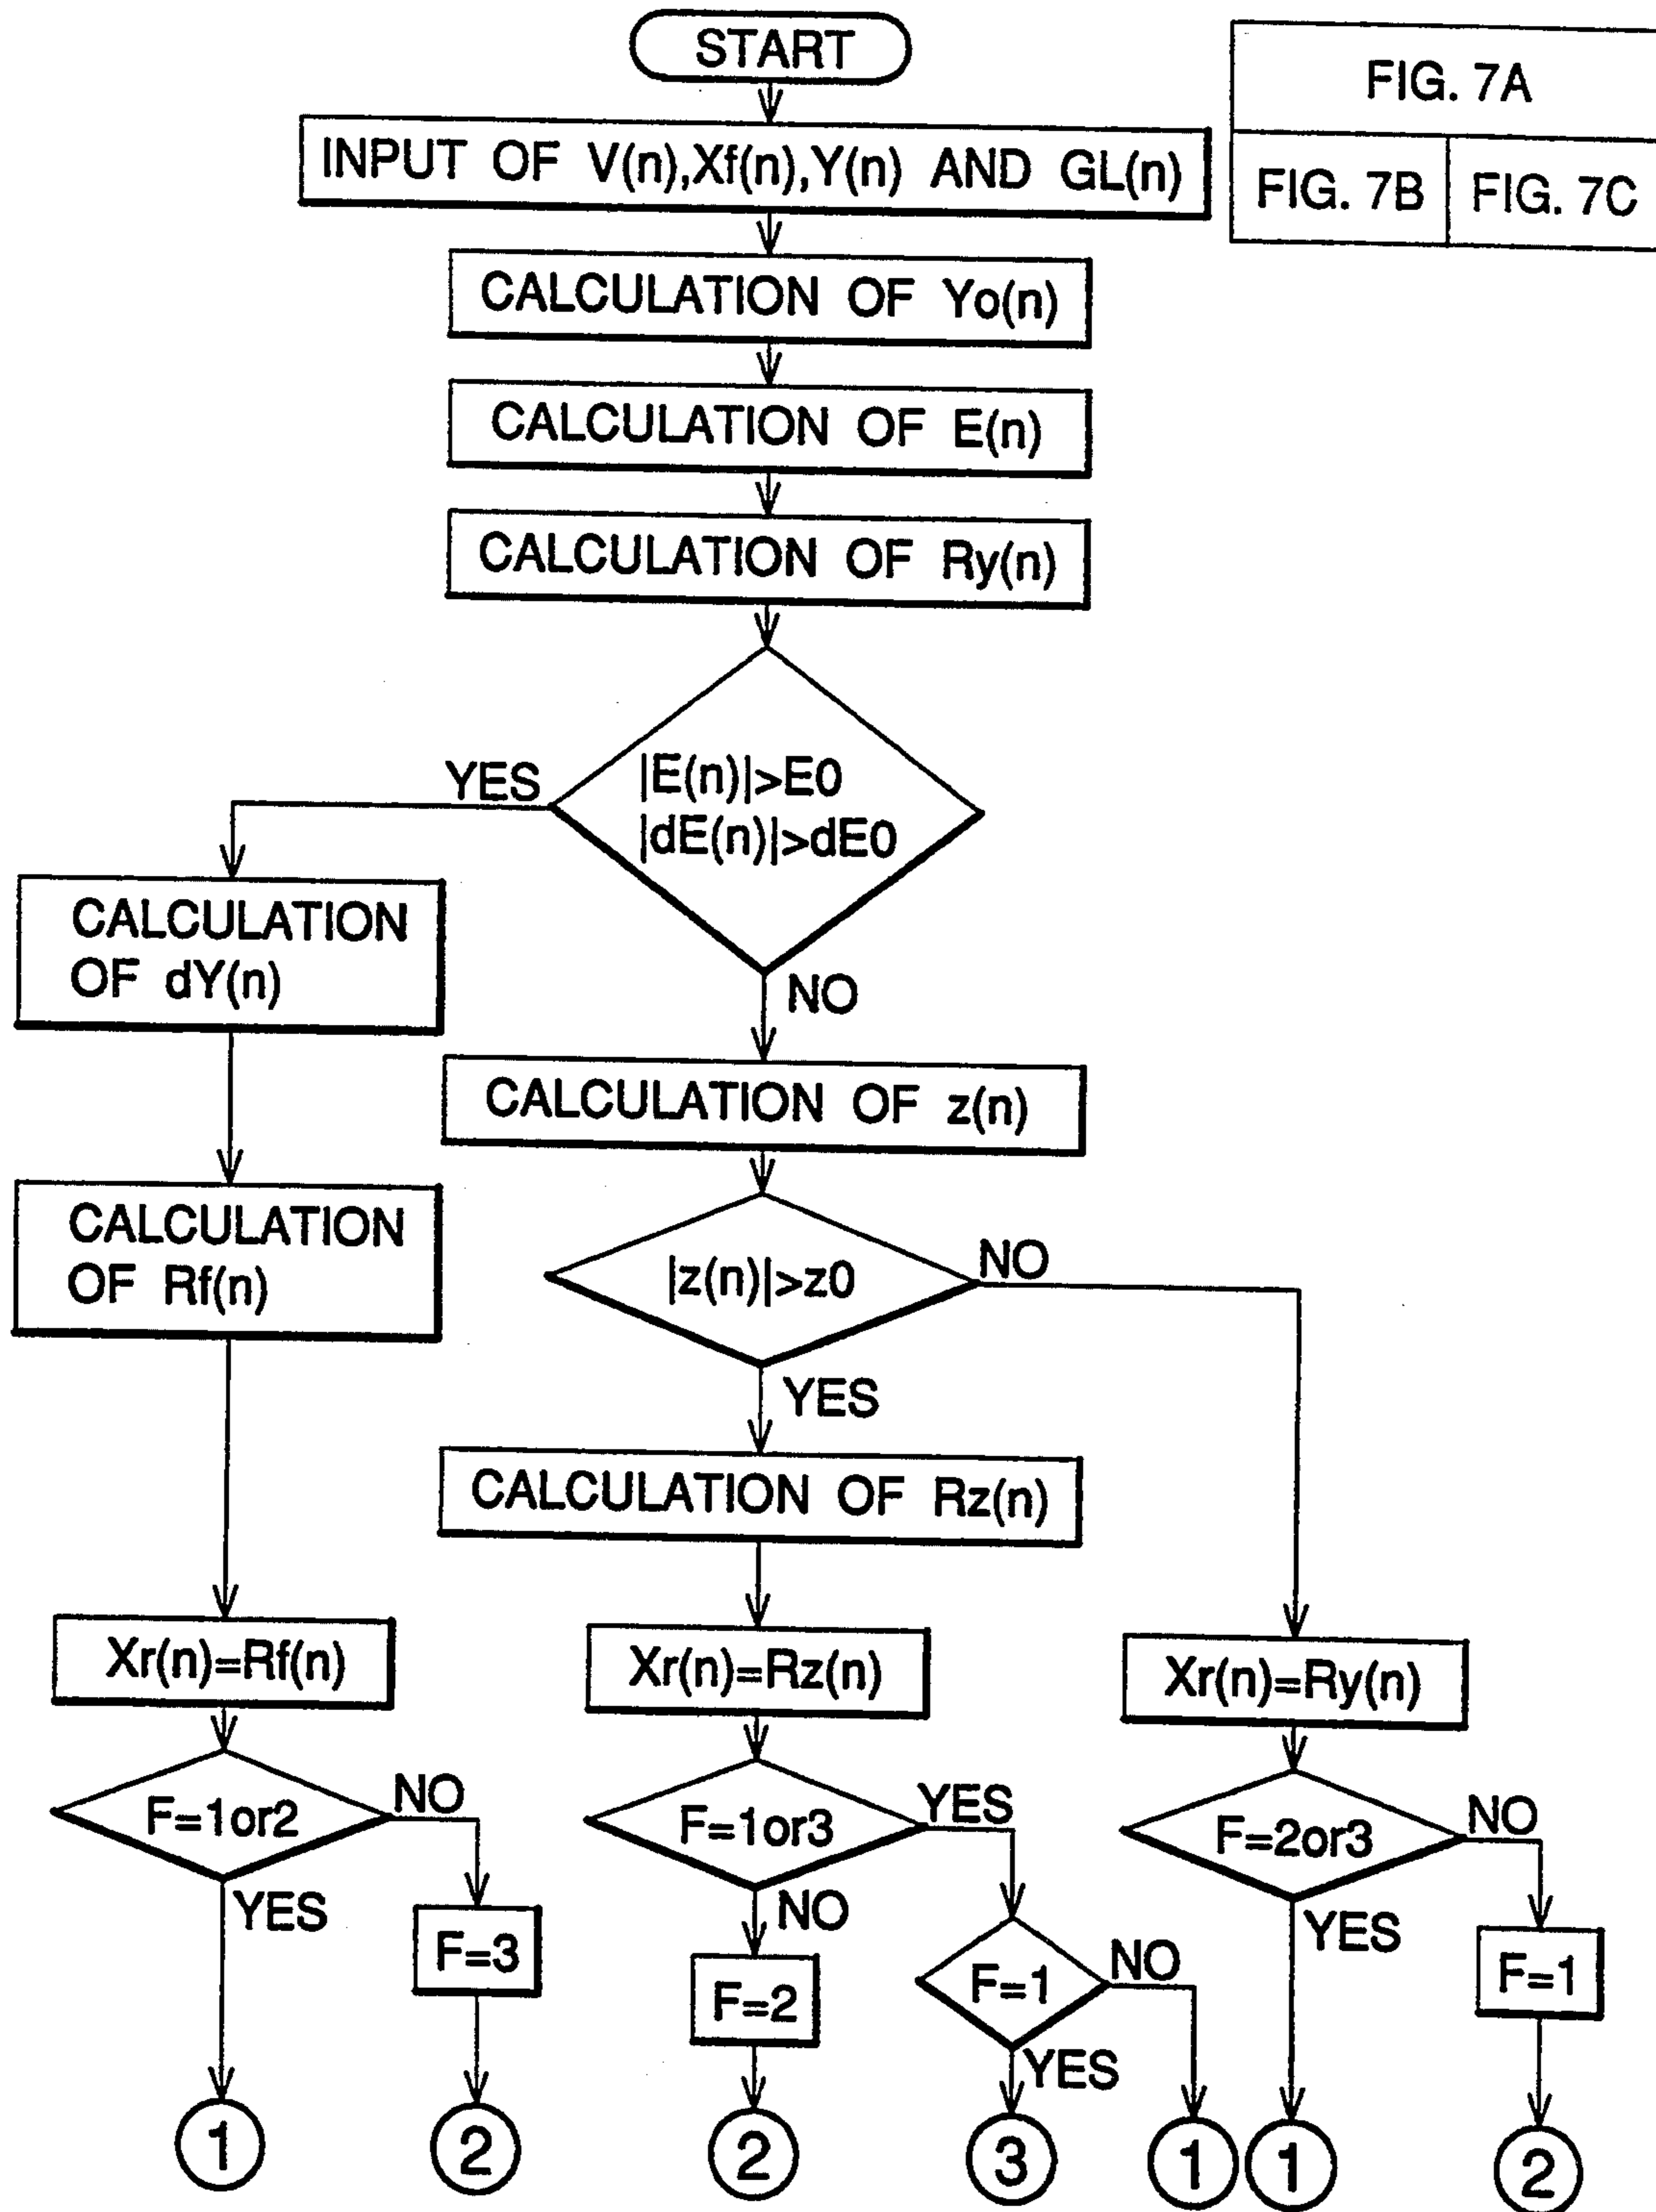 START
FIG. 7A
INPUT OF V(n),Xf(n),Y(n) AND GL(n)
FIG. 7B
FIG. 7C
CALCULATION OF Yo(n)
CALCULATION OF E(n)
CALCULATION OF Ry(n)
YES
|E(n)|>E0
|dE(n)|>dE0
CALCULATION
OF dY(n)
NO
CALCULATION OF z(n)
CALCULATION
OF Rf(n)
|z(n)|>z0
NO
YES
CALCULATION OF Rz(n)
Xr(n)=Rf(n)
Xr(n)=Rz(n)
Xr(n)=Ry(n)
F=1or2
NO
F=1or3
YES
F=2or3
NO
YES
F=3
NO
F=2
F=1
NO
YES
YES
F=1
1
2
2
3
1
1
2